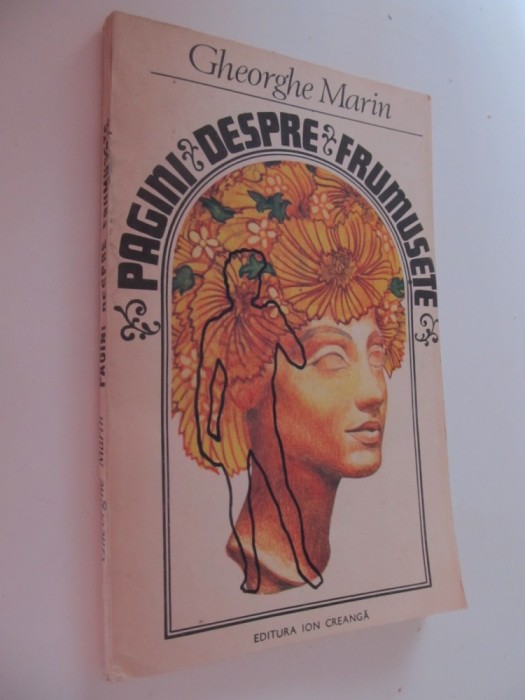 Gheorghe Marin
PAGINI DESPRE FRUMUSEȚE
EDITURA ION CREANGĂ
Gheorghe Marin PAGINI DESPRE FRUMUSEȚE